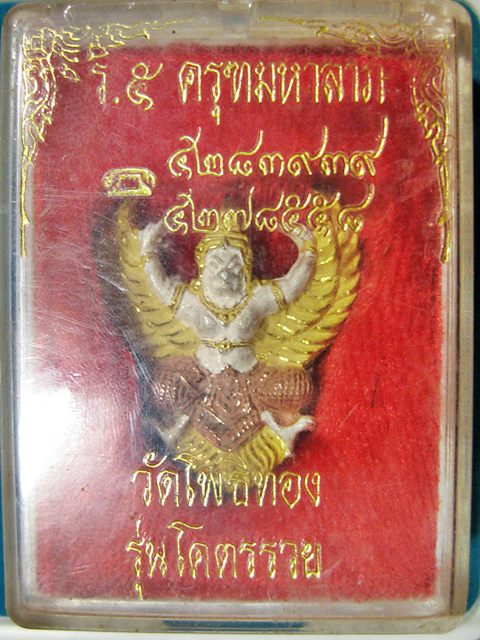 ร.๕ ครุฑมหาลาภ
๕๒๘๓๙๓๙
๕๒๗๘๕๕๘
วัดโพธิทอง
รุ่นโคตรรวย